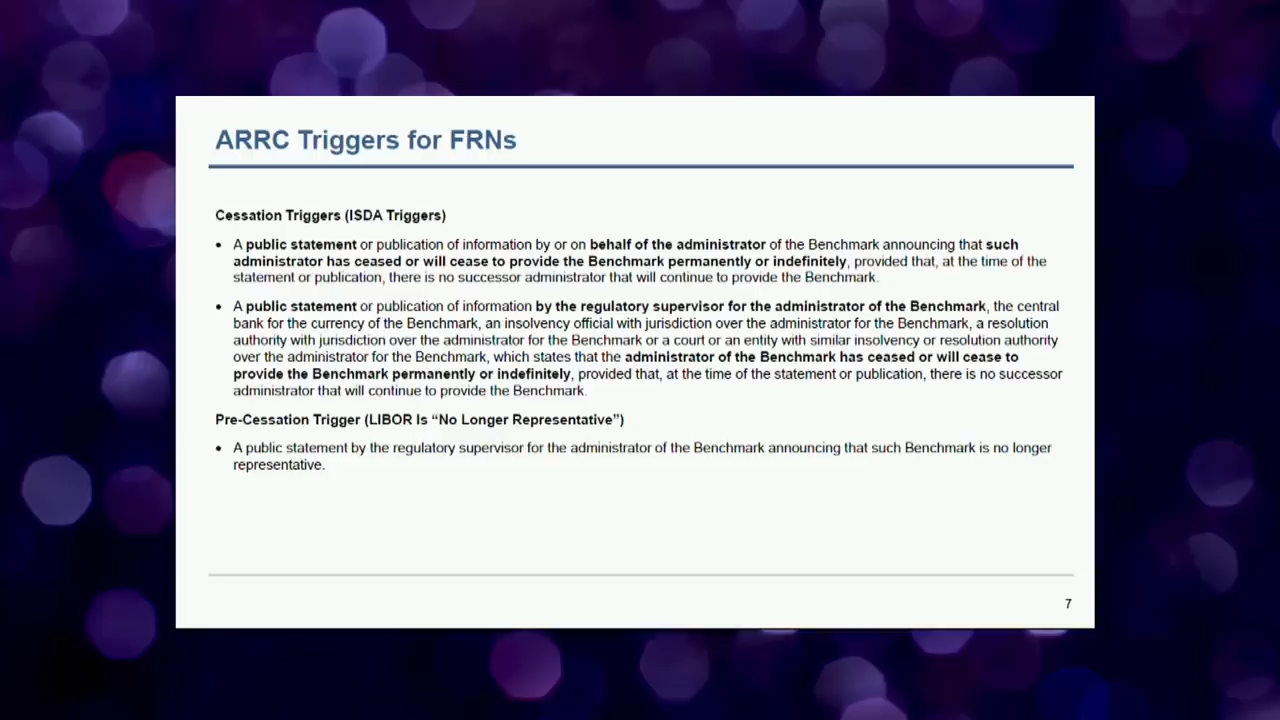 ARRC Triggers for FRNs
Cessation Triggers (ISDA Triggers)
• A public statement or publication of information by or on behalf of the administrator of the Benchmark announcing that such
administrator has ceased or will cease to provide the Benchmark permanently or indefinitely, provided that, at the time of the
statement or publication, there is no successor administrator that will continue to provide the Benchmark.
• A public statement or publication of information by the regulatory supervisor for the administrator of the Benchmark, the central
bank for the currency of the Benchmark, an insolvency official with jurisdiction over the administrator for the Benchmark, a resolution
authority with jurisdiction over the administrator for the Benchmark or a court or an entity with similar insolvency or resolution authority
over the administrator for the Benchmark, which states that the administrator of the Benchmark has ceased or will cease to
provide the Benchmark permanently or indefinitely, provided that, at the time of the statement or publication, there is no successor
administrator that will continue to provide the Benchmark.
Pre-Cessation Trigger (LIBOR Is “No Longer Representative”)
• A public statement by the regulatory supervisor for the administrator of the Benchmark announcing that such Benchmark is no longer
representative.
7